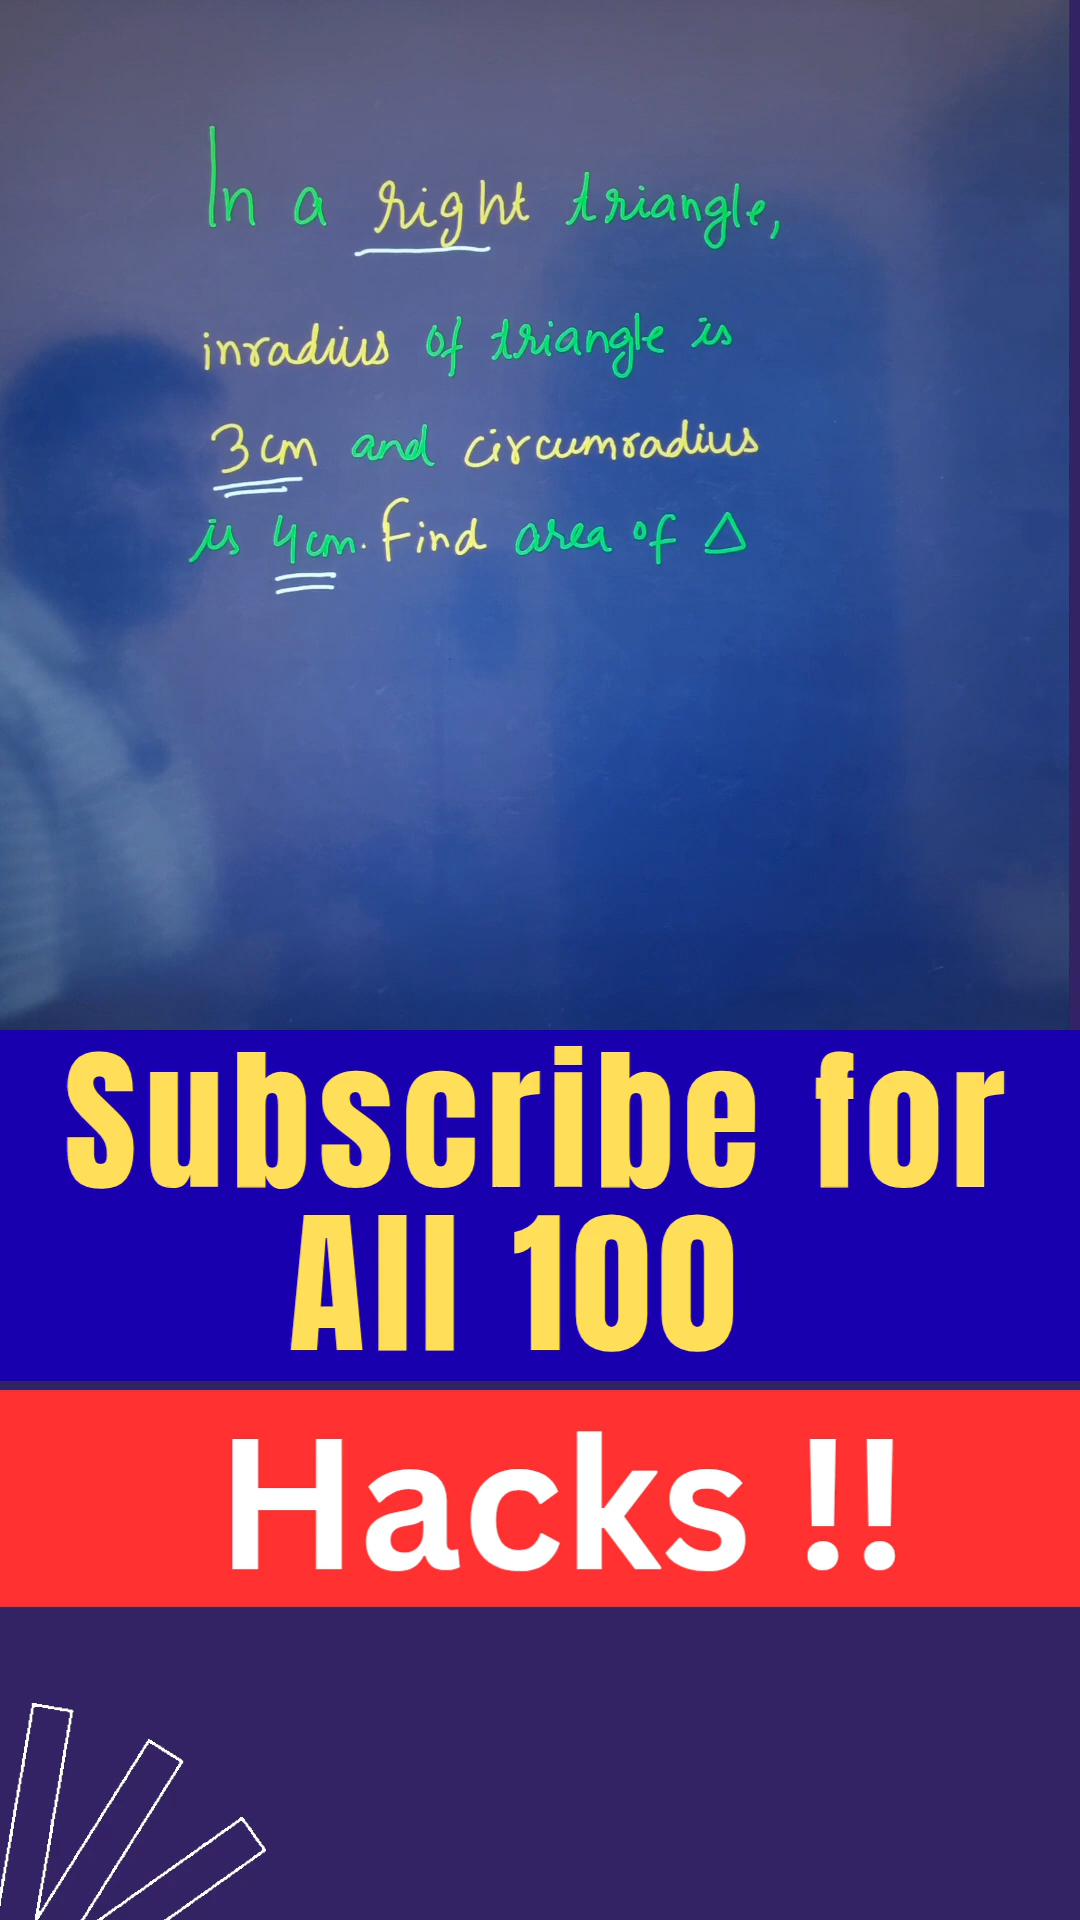 In a right triangle,
inradius of triangle is
3cm and circumradius
is 4cm. Find area of Δ
Subscribe for
All 100
Hacks !!